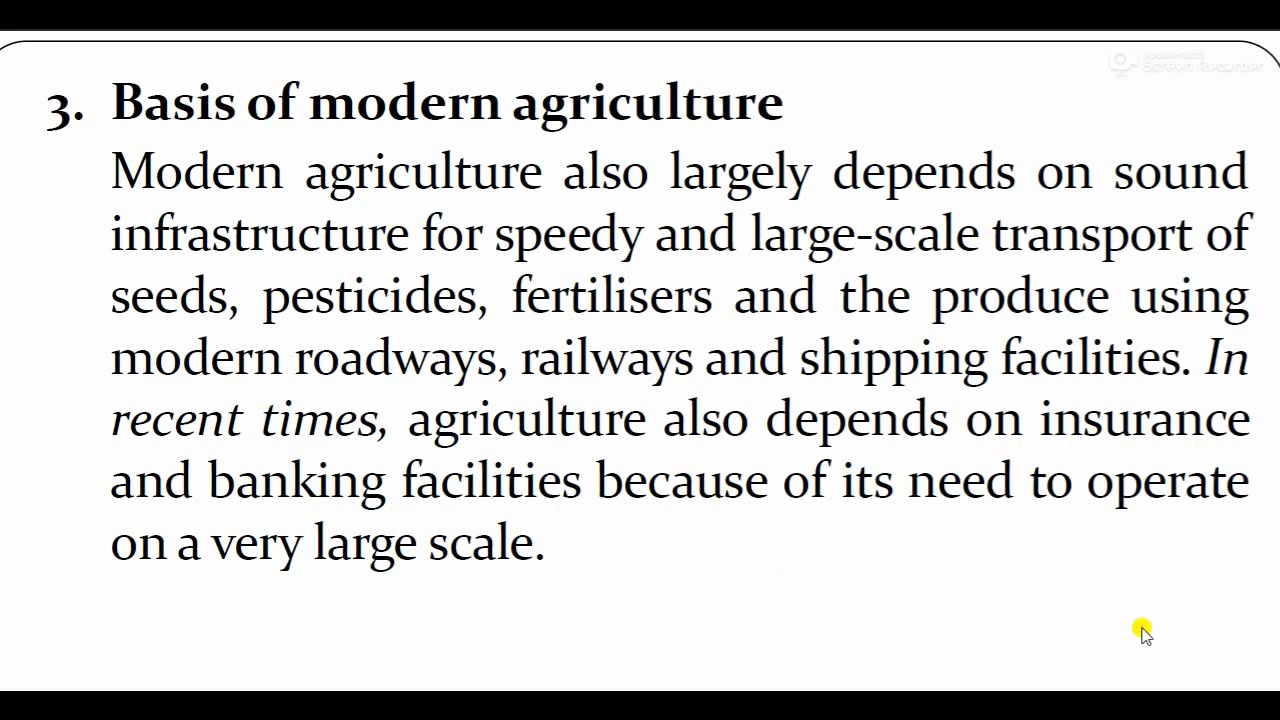 Screen Recorder
3. Basis of modern agriculture
Modern agriculture also largely depends on sound
infrastructure for speedy and large-scale transport of
seeds, pesticides, fertilisers and the produce using
modern roadways, railways and shipping facilities. In
recent times, agriculture also depends on insurance
and banking facilities because of its need to operate
on a very large scale.